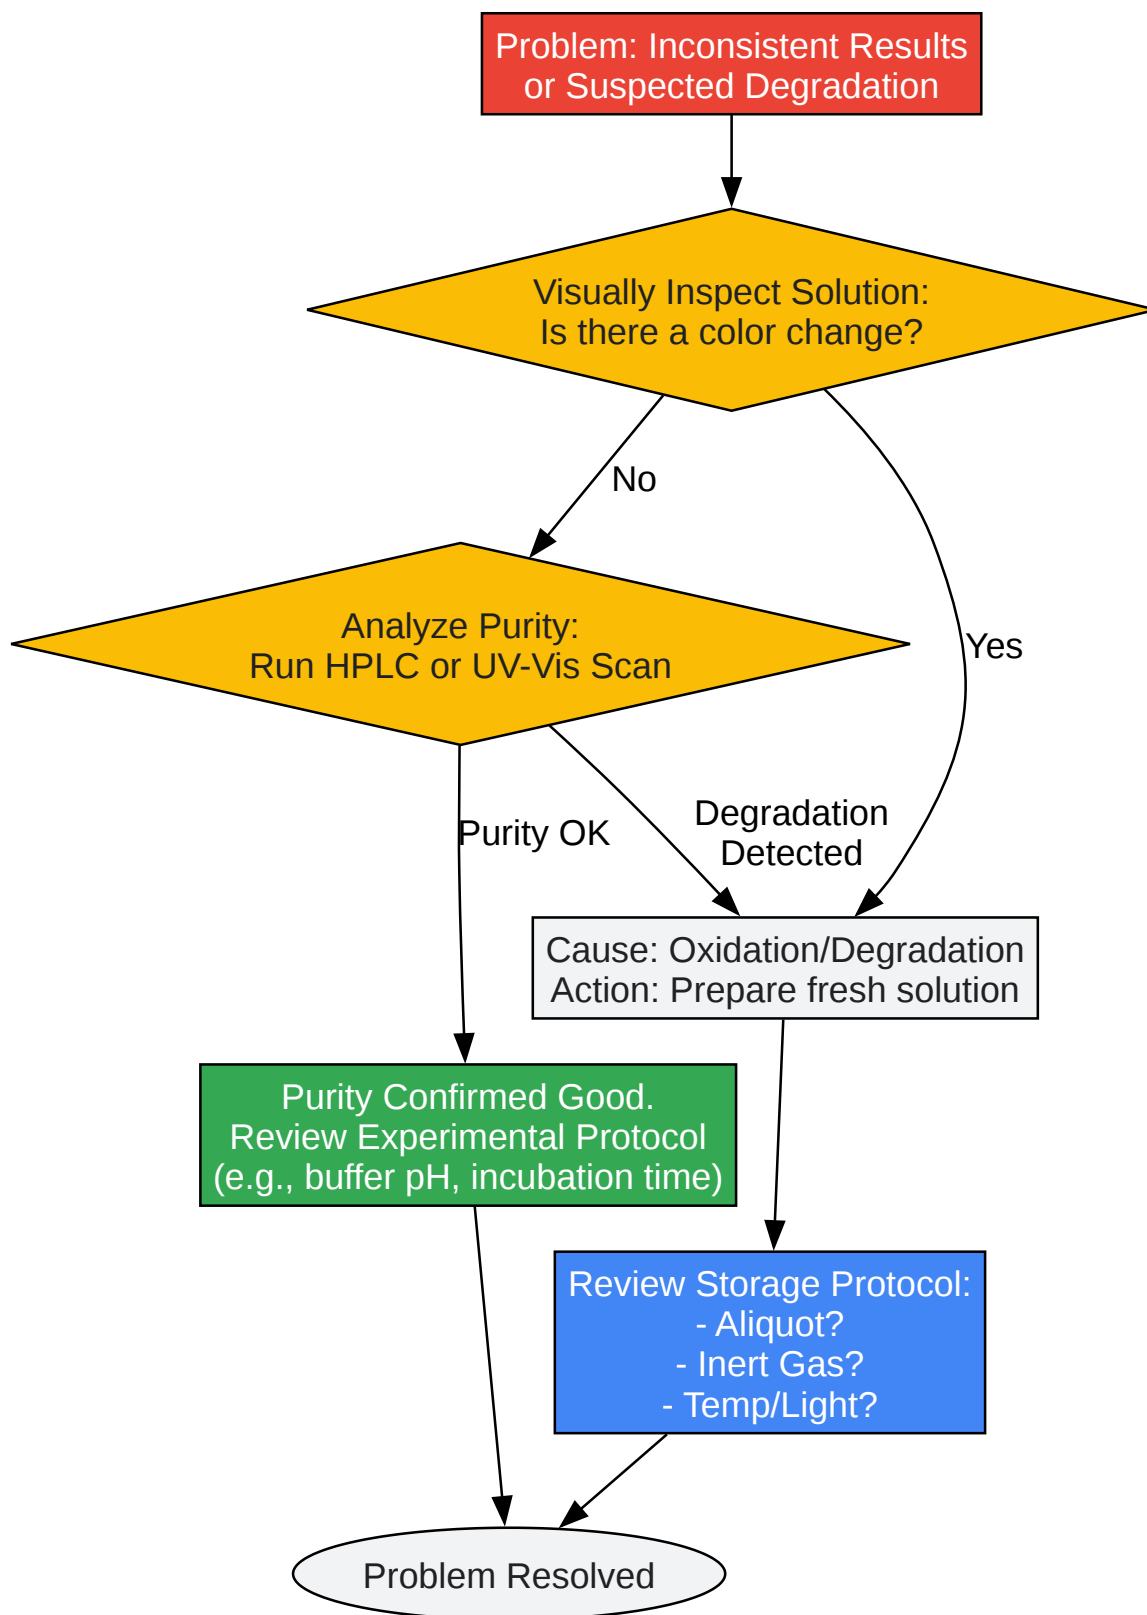 Problem: Inconsistent Results
or Suspected Degradation
Visually Inspect Solution:
Is there a color change?
No
Yes
Analyze Purity:
Run HPLC or UV-Vis Scan
Purity OK
Degradation
Detected
Cause: Oxidation/Degradation
Action: Prepare fresh solution
Purity Confirmed Good.
Review Experimental Protocol
(e.g., buffer pH, incubation time)
Review Storage Protocol:
- Aliquot?
- Inert Gas?
- Temp/Light?
Problem Resolved